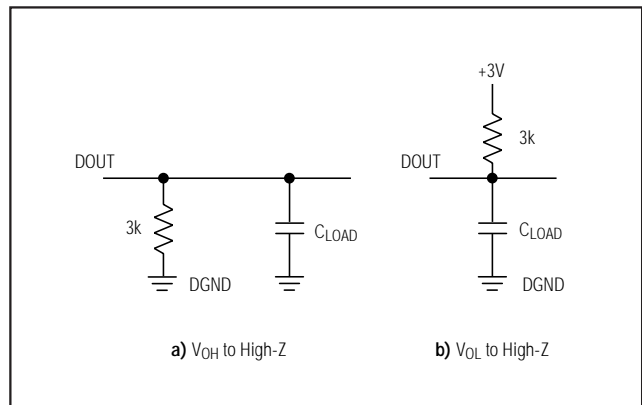 DOUT
3k
DGND
C_LOAD
a) V_OH to High-Z
+3V
3k
DOUT
C_LOAD
DGND
b) V_OL to High-Z